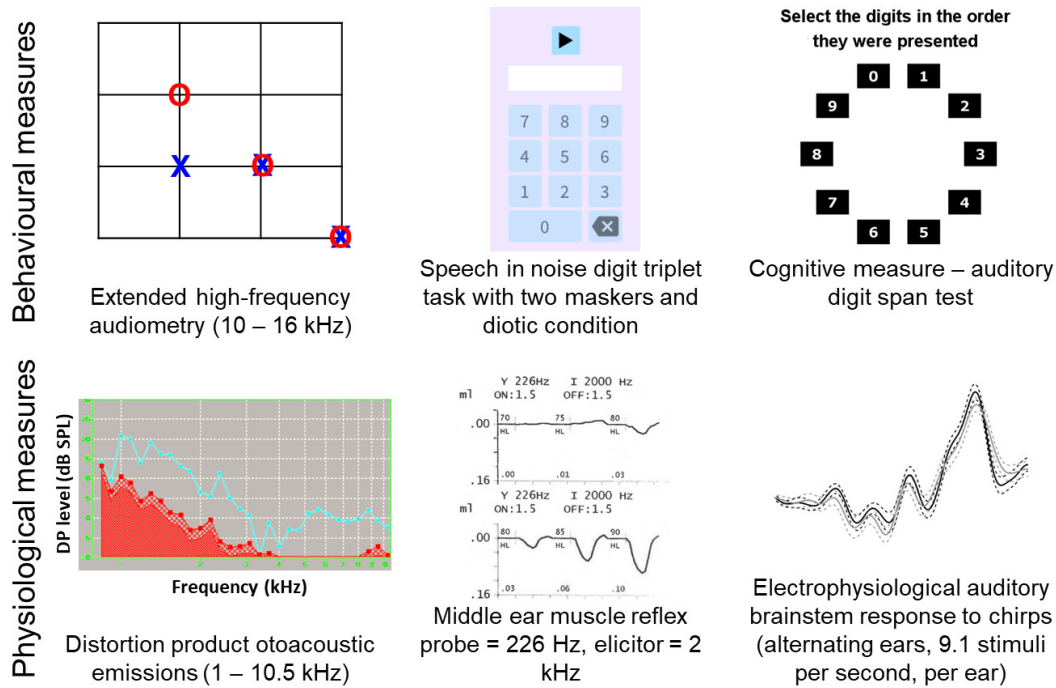 Behavioural measures
O
X
X O
X O
Extended high-frequency
audiometry (10 – 16 kHz)
7 8 9
4 5 6
1 2 3
0
Speech in noise digit triplet
task with two maskers and
diotic condition
Select the digits in the order
they were presented
0 1
9 2
8 3
7 4
6 5
Cognitive measure – auditory
digit span test
Physiological measures
DP level (dB SPL)
Frequency (kHz)
Distortion product otoacoustic
emissions (1 – 10.5 kHz)
Y 226Hz I 2000 Hz
ml ON:1.5 OFF:1.5
.00 70 75 80
HL HL HL
.00 .01 .03
.16
Y 226Hz I 2000 Hz
ml ON:1.5 OFF:1.5
.00 80 85 90
HL HL HL
.03 .06 .10
.16
Middle ear muscle reflex
probe = 226 Hz, elicitor = 2
kHz
Electrophysiological auditory
brainstem response to chirps
(alternating ears, 9.1 stimuli
per second, per ear)